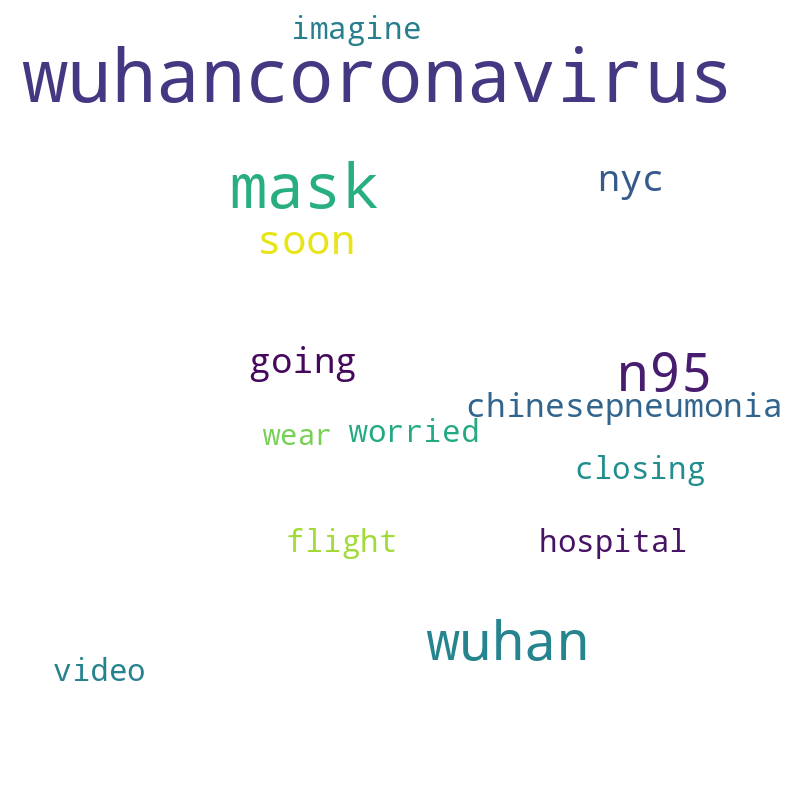 imagine
wuhancoronavirus
mask
nyc
soon
going
n95
chinesepneumonia
wear
worried
closing
flight
hospital
wuhan
video